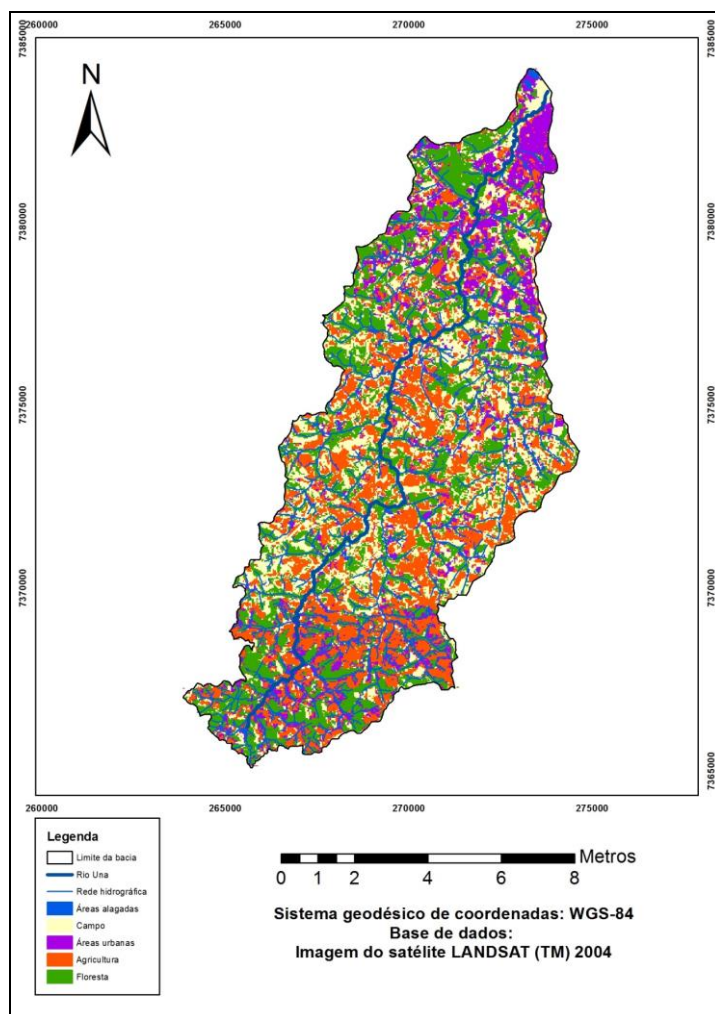 260000 265000 270000 275000
7385000 7385000
N
7380000 7380000
7375000 7375000
7370000 7370000
7365000 7365000
260000 265000 270000 275000
Legenda
Limite da bacia
Rio Una
Rede hidrográfica
Áreas alagadas
Campo
Áreas urbanas
Agricultura
Floresta
Metros
0 1 2 4 6 8
Sistema geodésico de coordenadas: WGS-84
Base de dados:
Imagem do satélite LANDSAT (TM) 2004